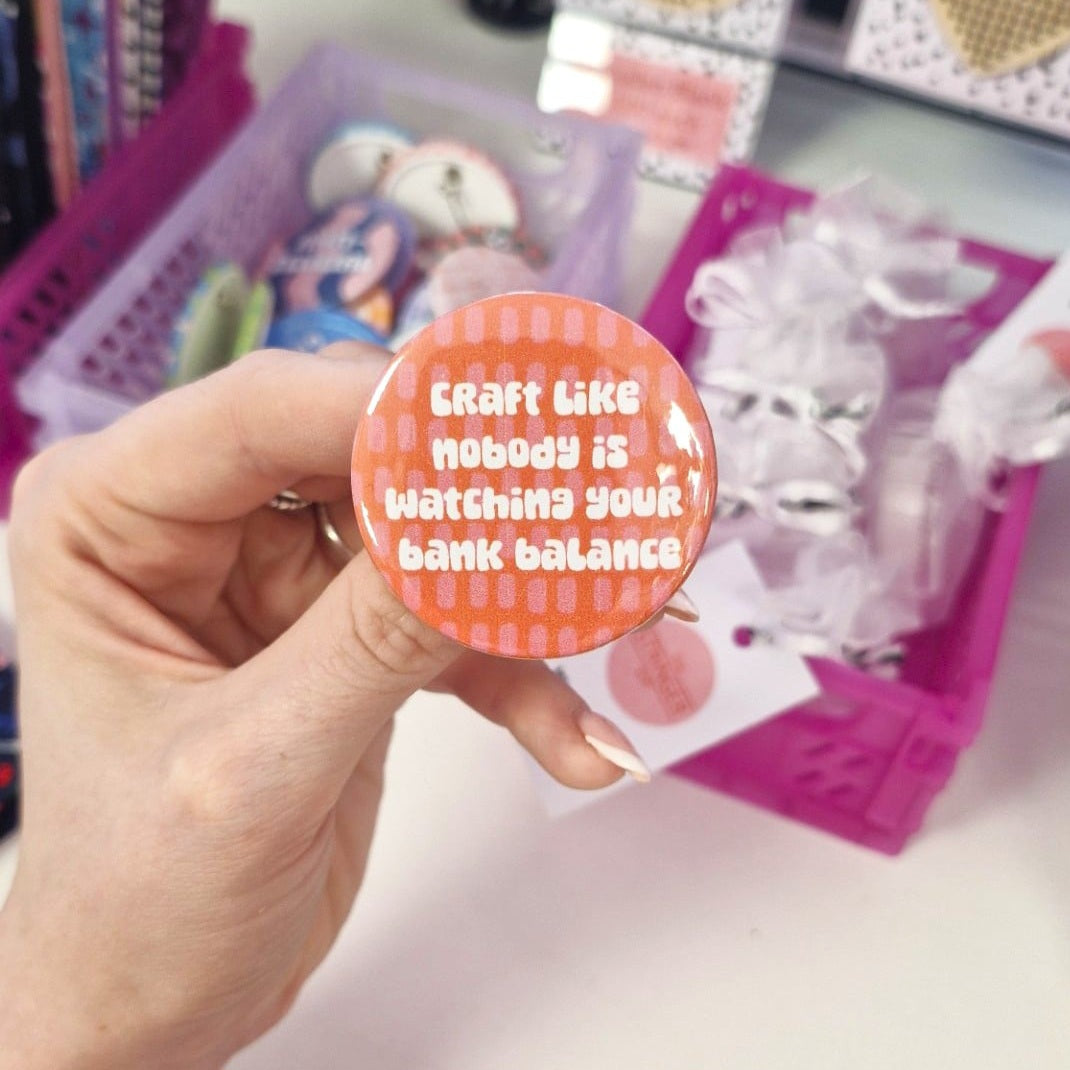 craft like
nobody is
watching your
bank balance